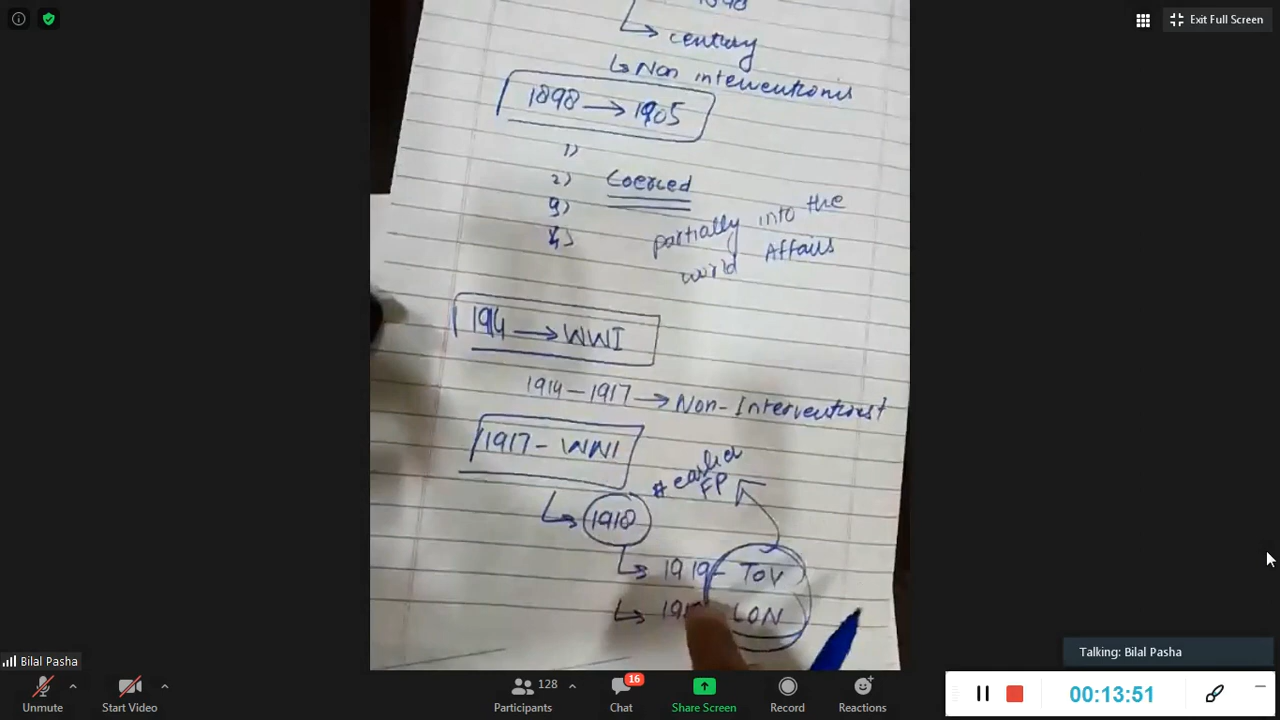 Exit Full Screen
1898
century
Non interventionis
1898 → 1905
1)
2) Coerced
3)
4)
partially into the
world Affairs
1914 → WWI
1914 – 1917 → Non-Interventionist
1917 – WWI
# earlier
FP
1918
1919 – TOV
LON
Bilal Pasha
Talking: Bilal Pasha
Unmute
Start Video
128
Participants
16
Chat
Share Screen
Record
Reactions
00:13:51